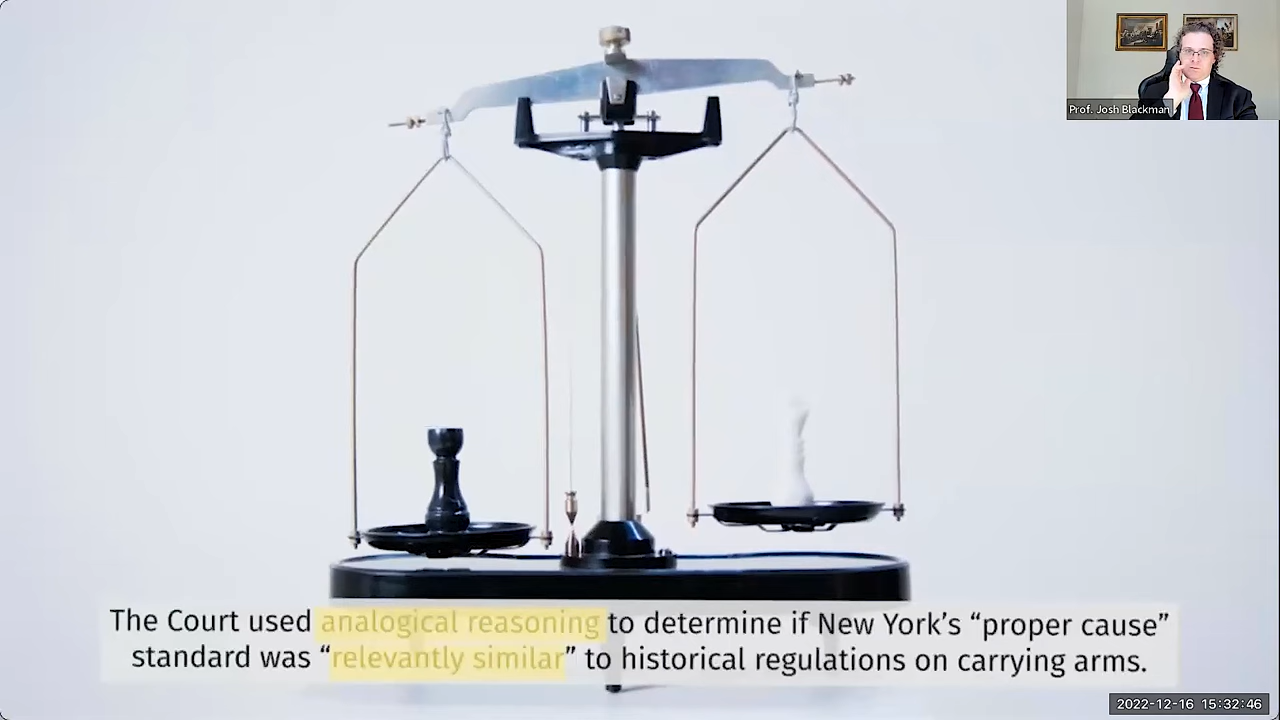 Prof. Josh Blackman
The Court used analogical reasoning to determine if New York’s “proper cause”
standard was “relevantly similar” to historical regulations on carrying arms.
2022-12-16 15:32:46